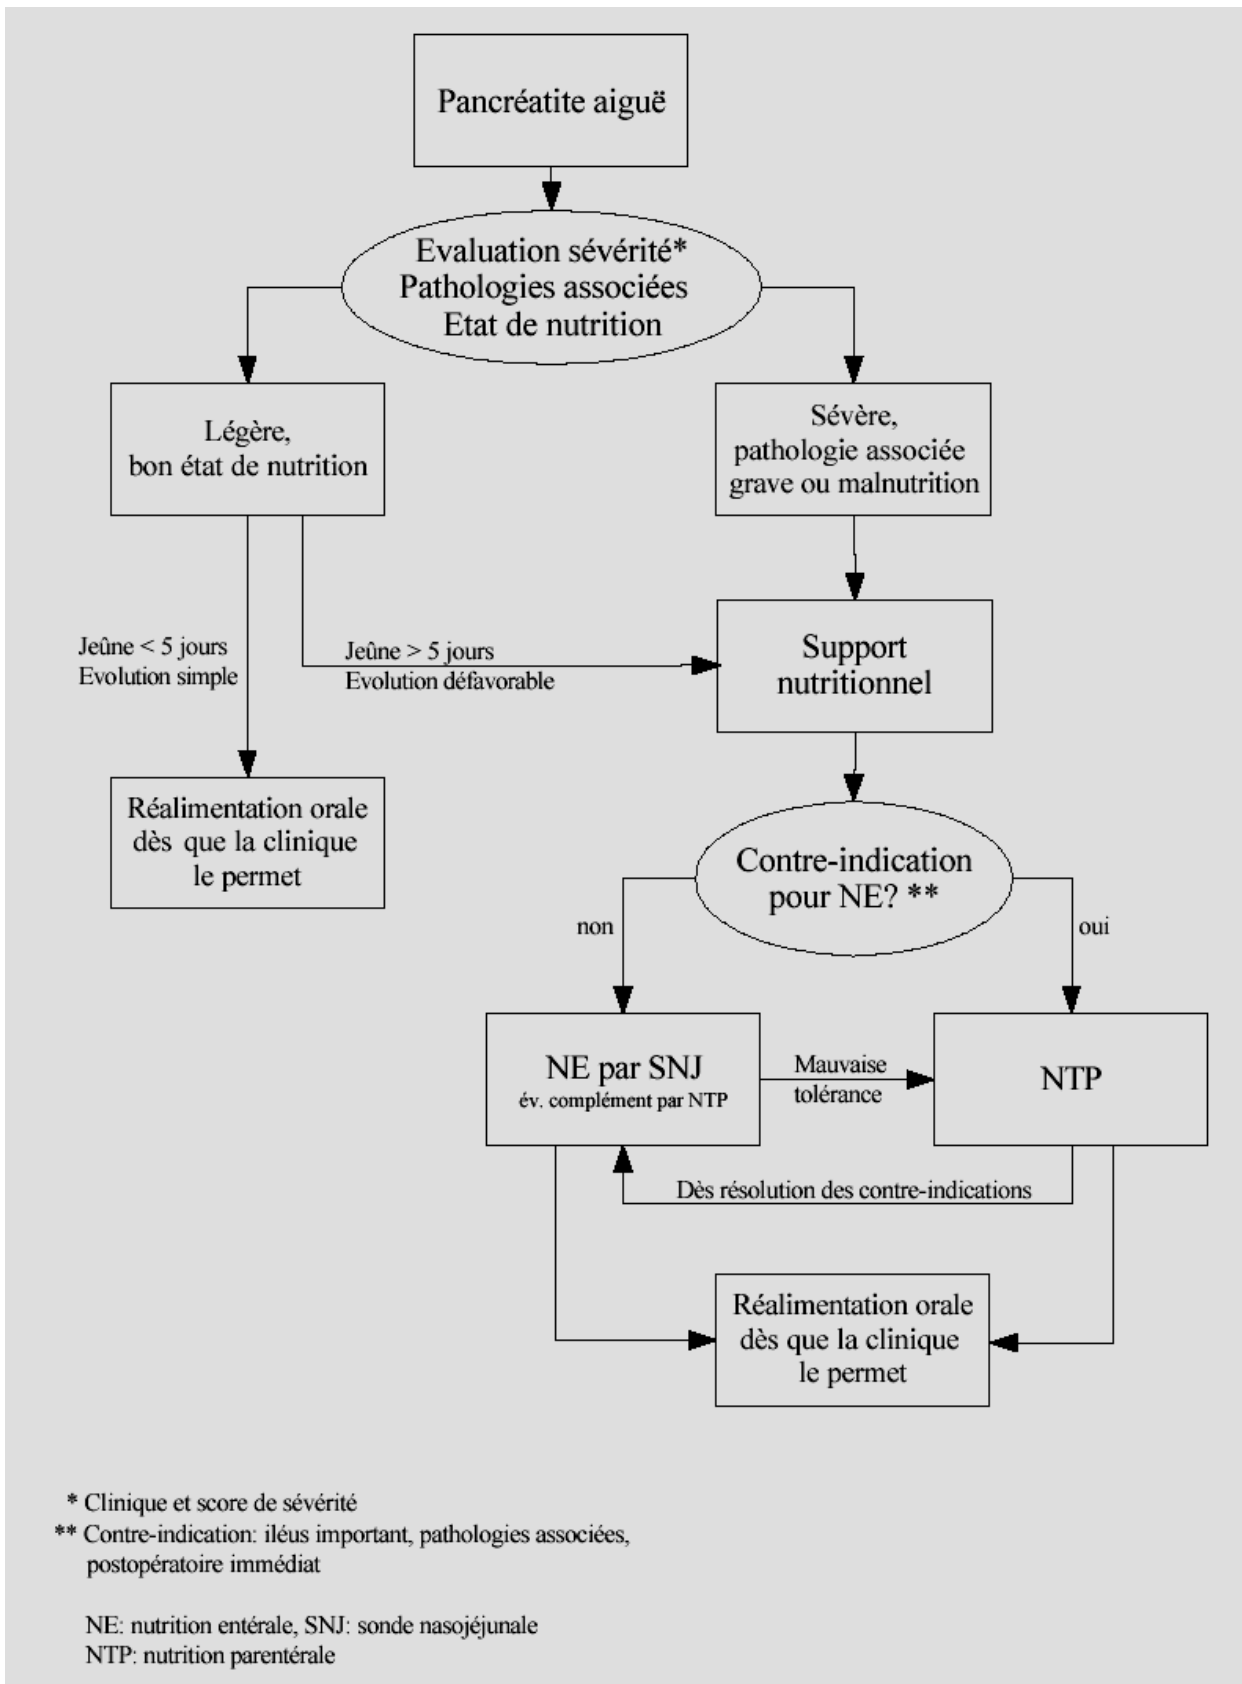 Pancréatite aiguë
Evaluation sévérité*
Pathologies associées
Etat de nutrition
Légère,
bon état de nutrition
Sévère,
pathologie associée
grave ou malnutrition
Jeûne < 5 jours
Evolution simple
Jeûne > 5 jours
Evolution défavorable
Support
nutritionnel
Réalimentation orale
dès que la clinique
le permet
Contre-indication
pour NE? **
non
oui
NE par SNJ
év. complément par NTP
Mauvaise
tolérance
NTP
Dès résolution des contre-indications
Réalimentation orale
dès que la clinique
le permet
* Clinique et score de sévérité
** Contre-indication: iléus important, pathologies associées,
postopératoire immédiat
NE: nutrition entérale, SNJ: sonde nasojéjunale
NTP: nutrition parentérale